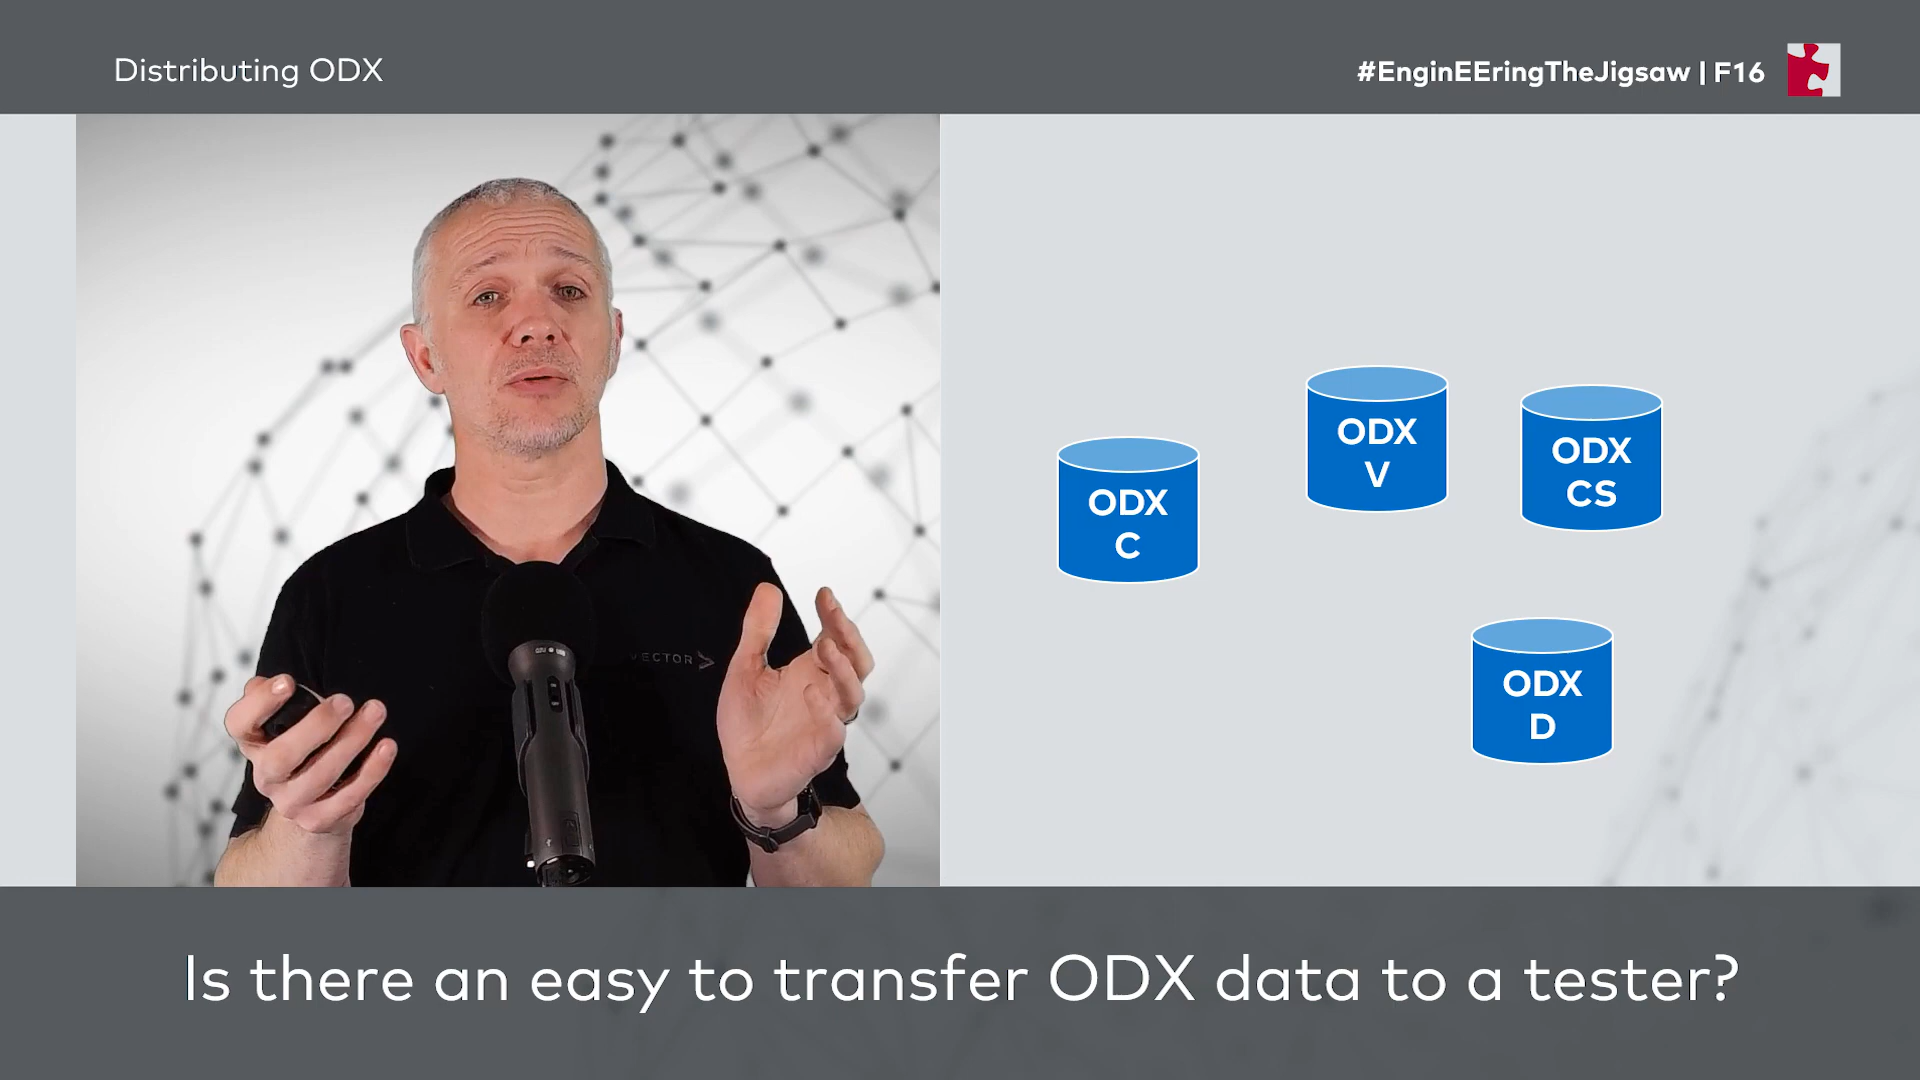 Distributing ODX
#EnginEEringTheJigsaw | F16
ODX
V
ODX
CS
ODX
C
ODX
D
VECTOR
Is there an easy to transfer ODX data to a tester?